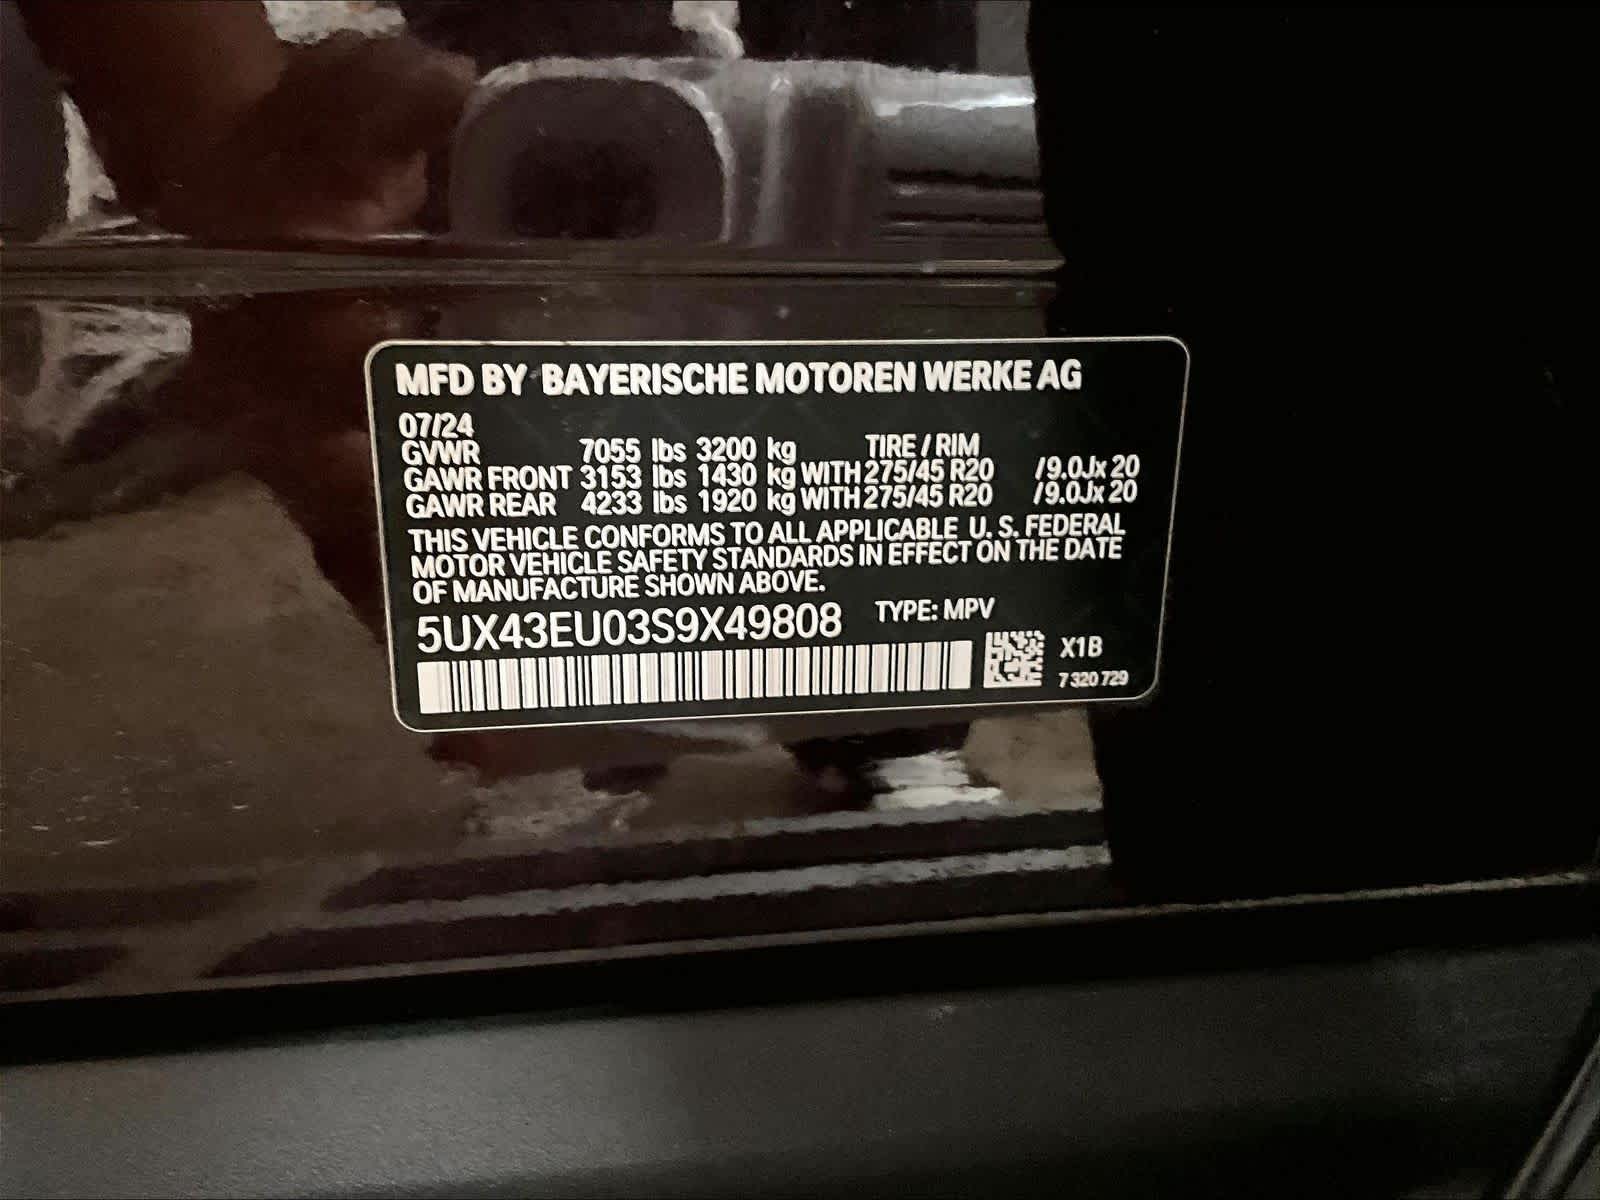 MFD BY BAYERISCHE MOTOREN WERKE AG
07/24
GVWR 7055 lbs 3200 kg TIRE / RIM
GAWR FRONT 3153 lbs 1430 kg WITH 275/45 R20 /9.0Jx 20
GAWR REAR 4233 lbs 1920 kg WITH 275/45 R20 /9.0Jx 20
THIS VEHICLE CONFORMS TO ALL APPLICABLE U. S. FEDERAL
MOTOR VEHICLE SAFETY STANDARDS IN EFFECT ON THE DATE
OF MANUFACTURE SHOWN ABOVE.
5UX43EU03S9X49808 TYPE: MPV
X1B
7 320 729